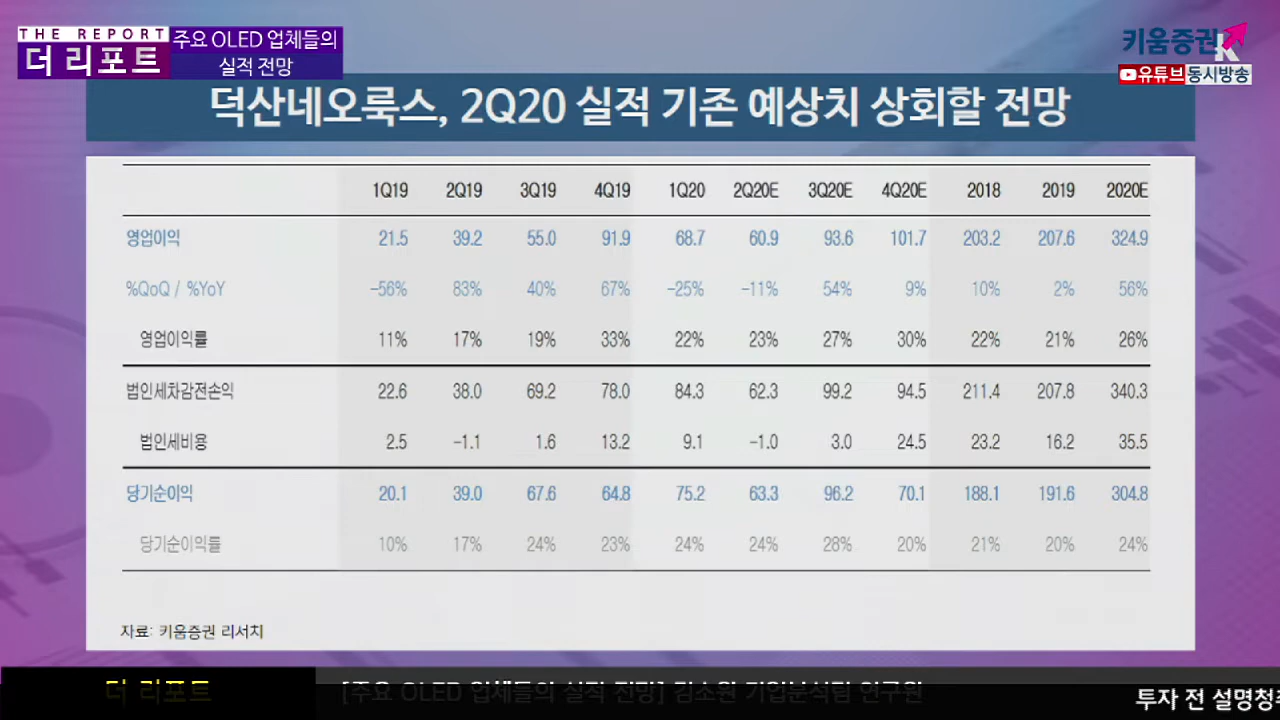 THE REPORT
더 리포트
주요 OLED 업체들의
실적 전망
키움증권
유튜브 동시방송
덕산네오룩스, 2Q20 실적 기존 예상치 상회할 전망
1Q19 2Q19 3Q19 4Q19 1Q20 2Q20E 3Q20E 4Q20E 2018 2019 2020E
영업이익 21.5 39.2 55.0 91.9 68.7 60.9 93.6 101.7 203.2 207.6 324.9
%QoQ / %YoY -56% 83% 40% 67% -25% -11% 54% 9% 10% 2% 56%
영업이익률 11% 17% 19% 33% 22% 23% 27% 30% 22% 21% 26%
법인세차감전손익 22.6 38.0 69.2 78.0 84.3 62.3 99.2 94.5 211.4 207.8 340.3
법인세비용 2.5 -1.1 1.6 13.2 9.1 -1.0 3.0 24.5 23.2 16.2 35.5
당기순이익 20.1 39.0 67.6 64.8 75.2 63.3 96.2 70.1 188.1 191.6 304.8
당기순이익률 10% 17% 24% 23% 24% 24% 28% 20% 21% 20% 24%
자료: 키움증권 리서치
더 리포트
[주요 OLED 업체들의 실적 전망] 김소원 기업분석팀 연구원
투자 전 설명청